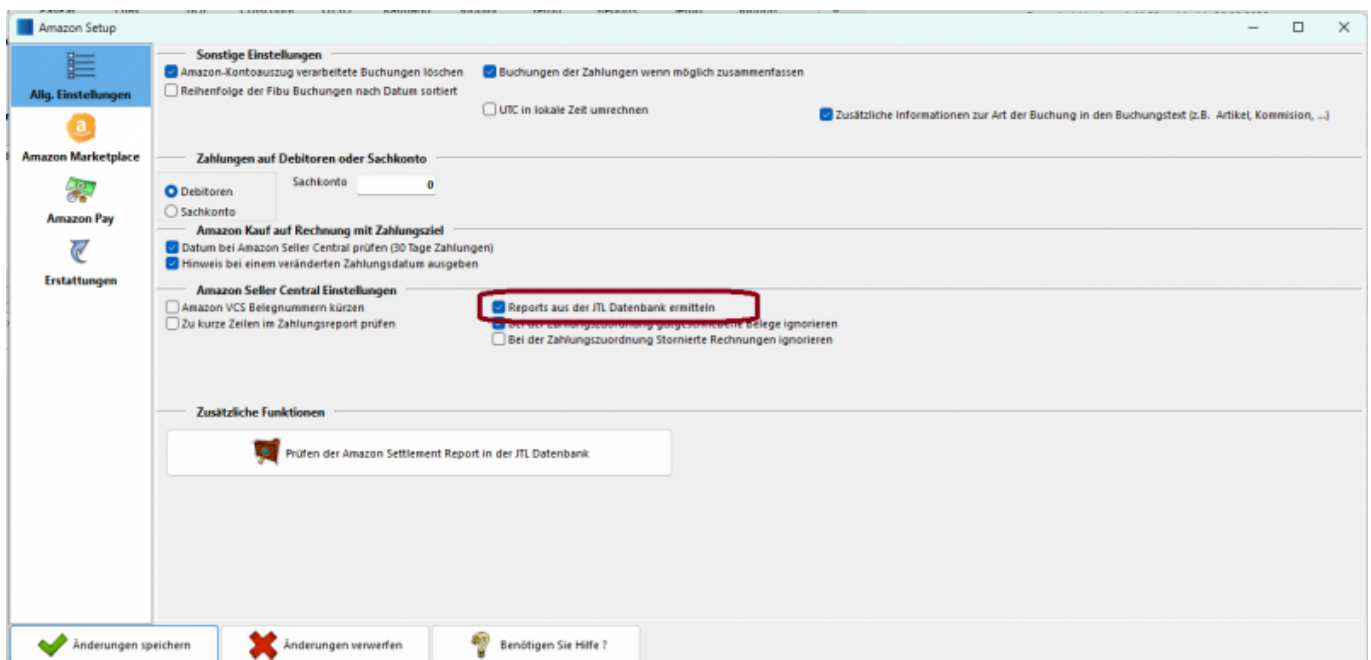 Amazon Setup
Allg. Einstellungen
Amazon Marketplace
Amazon Pay
Erstattungen
Sonstige Einstellungen
Amazon-Kontoauszug verarbeitete Buchungen löschen
Buchungen der Zahlungen wenn möglich zusammenfassen
Reihenfolge der Fibu Buchungen nach Datum sortiert
UTC in lokale Zeit umrechnen
Zusätzliche Informationen zur Art der Buchung in den Buchungstext (z.B. Artikel, Kommision, ...)
Zahlungen auf Debitoren oder Sachkonto
Debitoren
Sachkonto 0
Sachkonto
Amazon Kauf auf Rechnung mit Zahlungsziel
Datum bei Amazon Seller Central prüfen (30 Tage Zahlungen)
Hinweis bei einem veränderten Zahlungsdatum ausgeben
Amazon Seller Central Einstellungen
Amazon VCS Belegnummern kürzen
Reports aus der JTL Datenbank ermitteln
Zu kurze Zeilen im Zahlungsreport prüfen
Bei der Zahlungszuordnung gutgeschriebene Belege ignorieren
Bei der Zahlungszuordnung Stornierte Rechnungen ignorieren
Zusätzliche Funktionen
Prüfen der Amazon Settlement Report in der JTL Datenbank
Änderungen speichern
Änderungen verwerfen
Benötigen Sie Hilfe ?